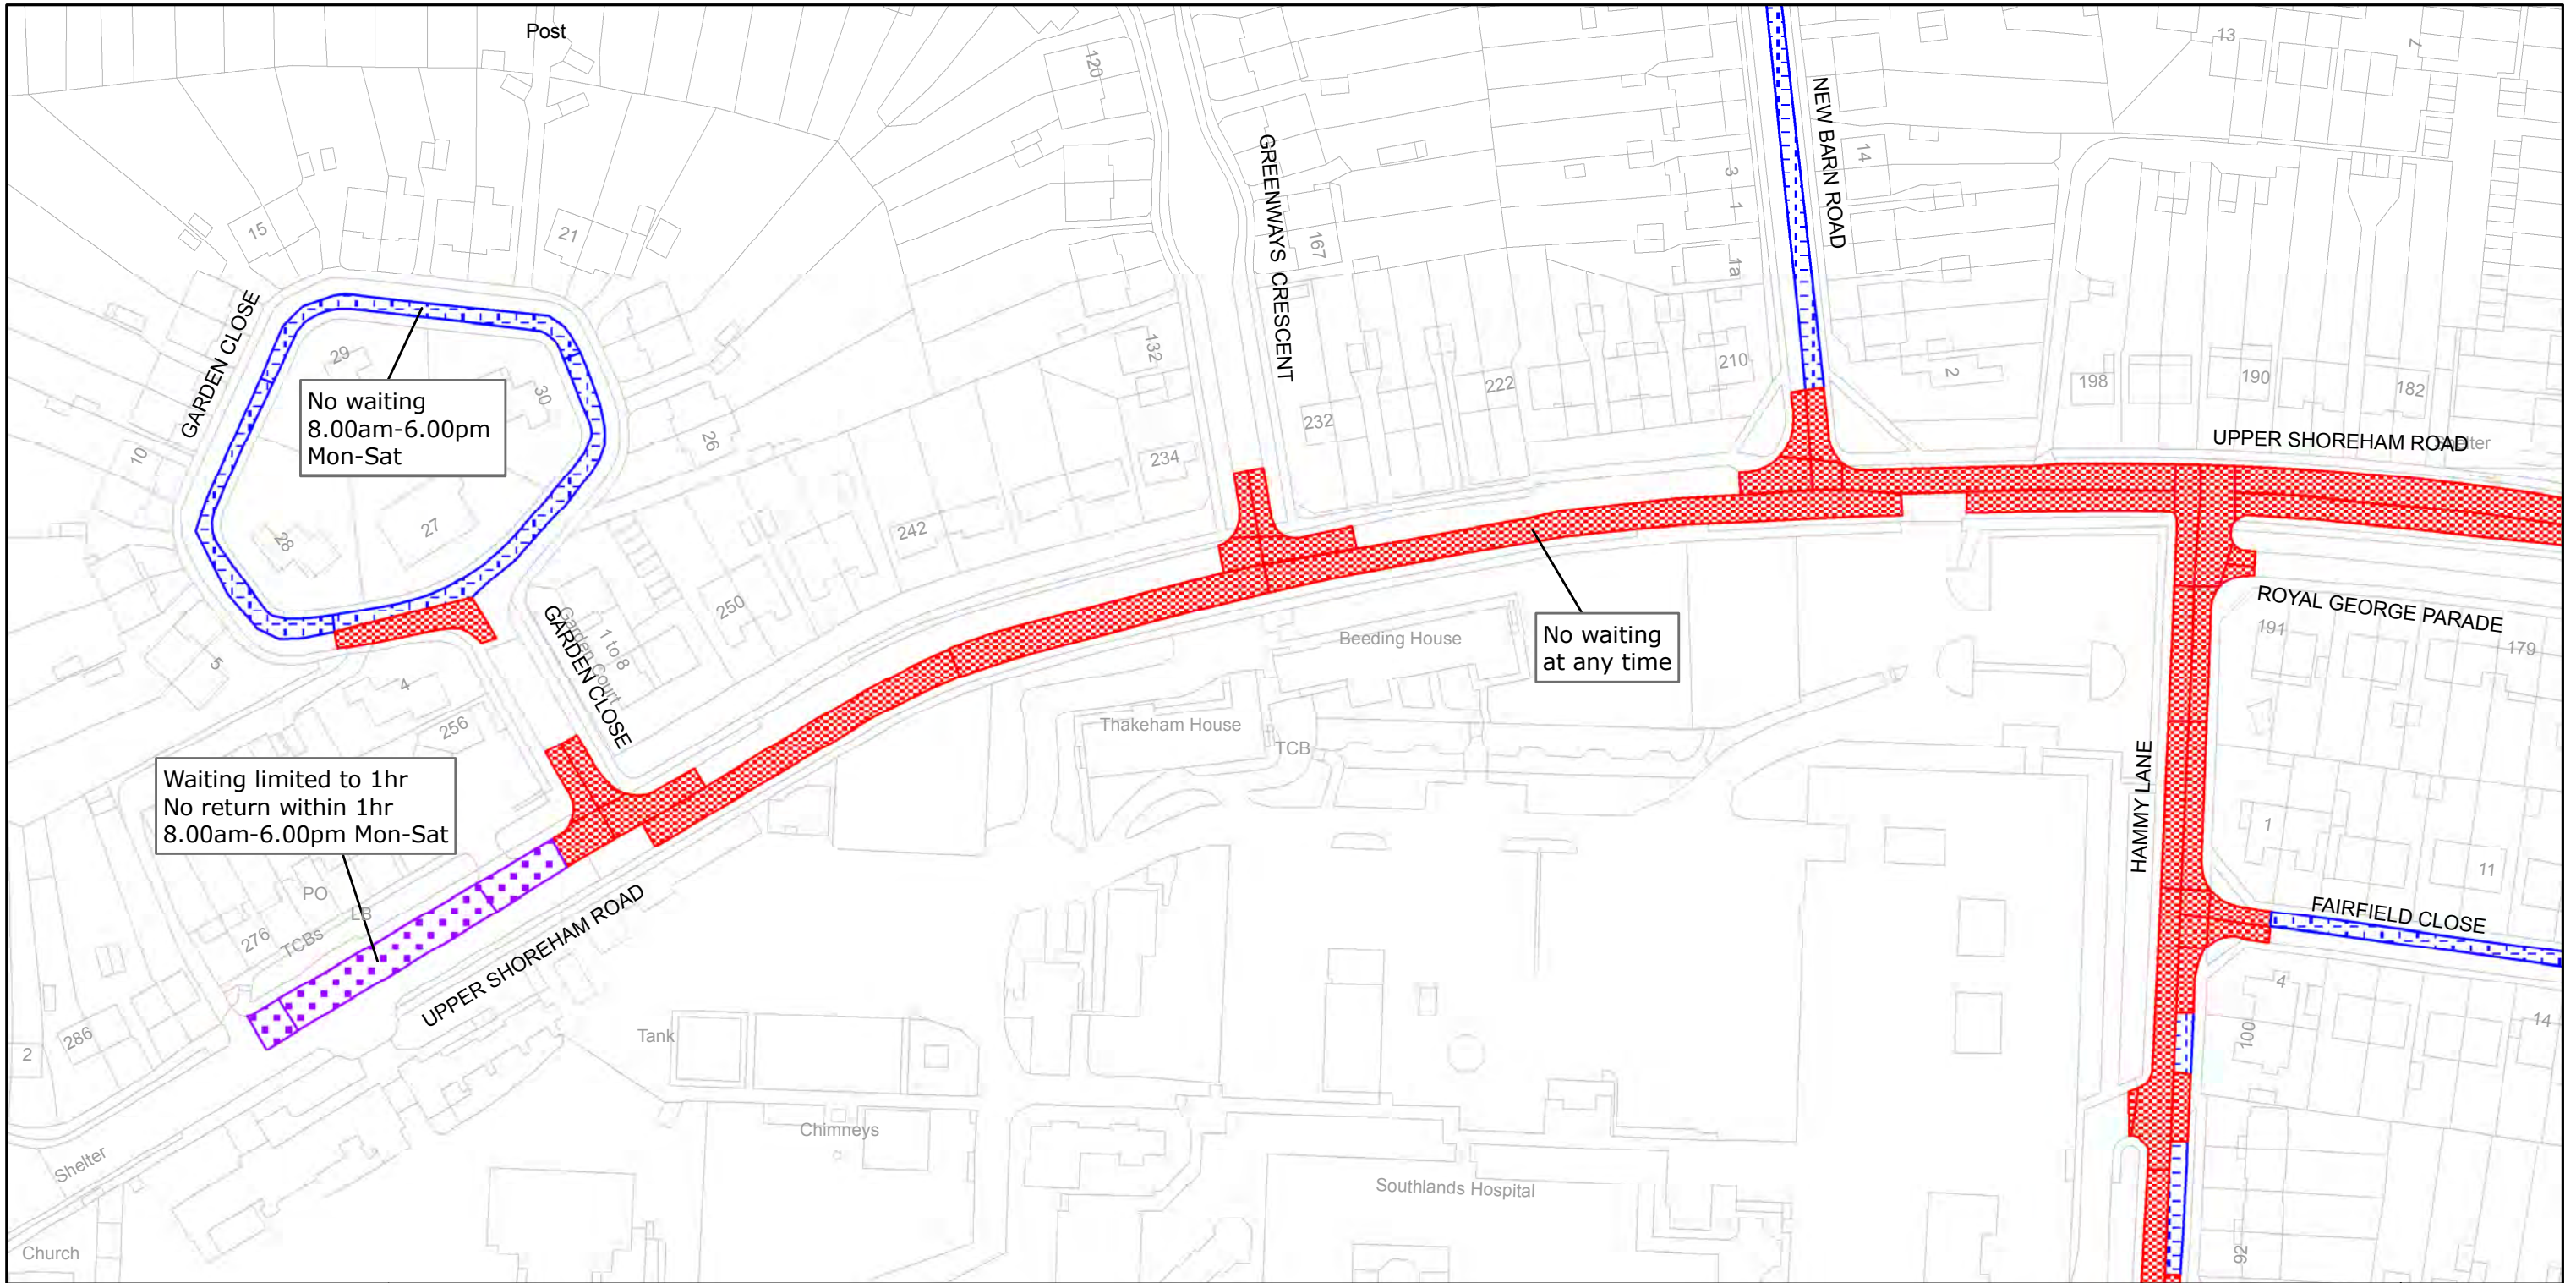 Post
120
13
7
NEW BARN ROAD
14
3
1
GREENWAYS CRESCENT
15
21
167
1a
GARDEN CLOSE
29
132
210
2
30
222
198
190
182
No waiting
8.00am-6.00pm
Mon-Sat
232
26
10
234
UPPER SHOREHAM ROAD
Shelter
27
28
242
ROYAL GEORGE PARADE
250
1 to 8
Garden Court
GARDEN CLOSE
191
179
Beeding House
No waiting
at any time
5
4
256
Thakeham House
TCB
Waiting limited to 1hr
No return within 1hr
8.00am-6.00pm Mon-Sat
HAMMY LANE
1
11
PO
LB
276
TCBs
UPPER SHOREHAM ROAD
FAIRFIELD CLOSE
4
100
14
286
2
Tank
Chimneys
Shelter
Southlands Hospital
Church
92